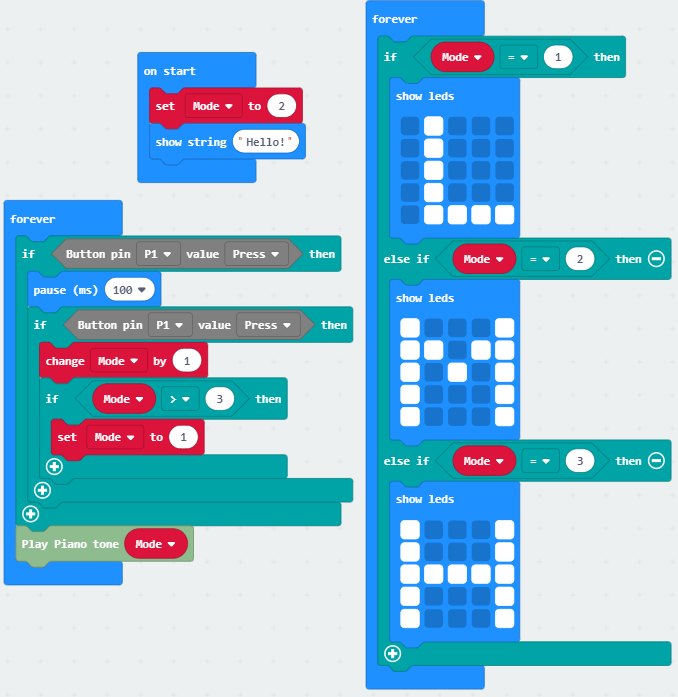 on start
set Mode to 2
show string "Hello!"
forever
if Button pin P1 value Press then
pause (ms) 100
if Button pin P1 value Press then
change Mode by 1
if Mode > 3 then
set Mode to 1
Play Piano tone Mode
forever
if Mode = 1 then
show leds
else if Mode = 2 then
show leds
else if Mode = 3 then
show leds